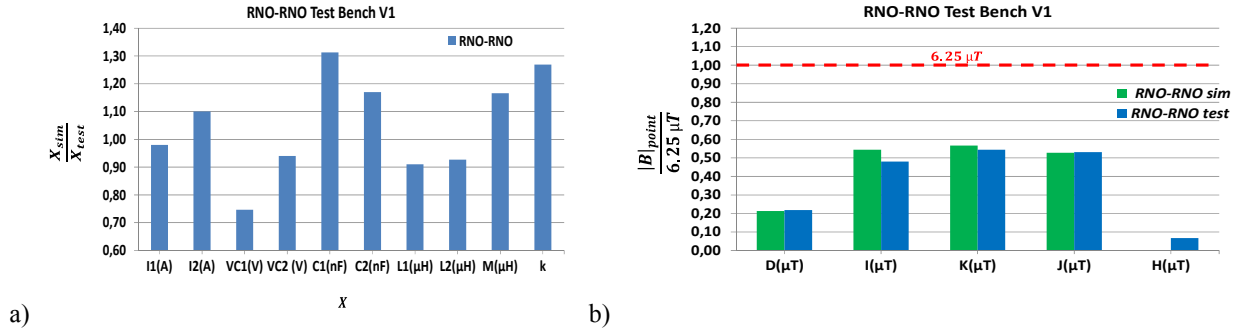 RNO-RNO Test Bench V1
1,40
1,30
1,20
1,10
1,00
0,90
0,80
0,70
0,60
X_sim
X_test
RNO-RNO
I1(A) I2(A) VC1(V) VC2 (V) C1(nF) C2(nF) L1(µH) L2(µH) M(µH) k
X
a)
RNO-RNO Test Bench V1
1,20
1,10
1,00
0,90
0,80
0,70
0,60
0,50
0,40
0,30
0,20
0,10
0,00
|B|point
6.25 µT
6.25 µT
RNO-RNO sim
RNO-RNO test
D(µT) I(µT) K(µT) J(µT) H(µT)
b)